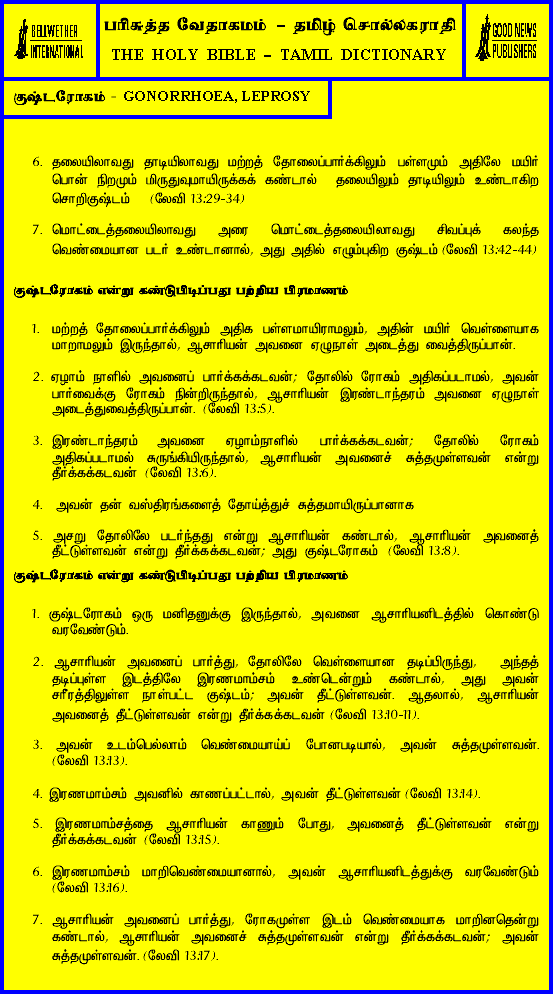 BELLWETHER
INTERNATIONAL
பரிசுத்த வேதாகமம் – தமிழ் சொல்லகராதி
THE HOLY BIBLE – TAMIL DICTIONARY
GOOD NEWS
PUBLISHERS
குஷ்டரோகம் - GONORRHOEA, LEPROSY
6. தலையிலாவது தாடியிலாவது மற்றத் தோலைப்பார்க்கிலும் பள்ளமும் அதிலே மயிர்
பொன் நிறமும் மிருதுவுமாயிருக்கக் கண்டால் தலையிலும் தாடியிலும் உண்டாகிற
சொறிகுஷ்டம் (லேவி 13:29-34)
7. மொட்டைத்தலையிலாவது அரை மொட்டைத்தலையிலாவது சிவப்புக் கலந்த
வெண்மையான படர் உண்டானால், அது அதில் எழும்புகிற குஷ்டம் (லேவி 13:42-44)
குஷ்டரோகம் என்று கண்டுபிடிப்பது பற்றிய பிரமாணம்
1. மற்றத் தோலைப்பார்க்கிலும் அதிக பள்ளமாயிராமலும், அதின் மயிர் வெள்ளையாக
மாறாமலும் இருந்தால், ஆசாரியன் அவனை ஏழுநாள் அடைத்து வைத்திருப்பான்.
2. ஏழாம் நாளில் அவனைப் பார்க்கக்கடவன்; தோலில் ரோகம் அதிகப்படாமல், அவன்
பார்வைக்கு ரோகம் நின்றிருந்தால், ஆசாரியன் இரண்டாந்தரம் அவனை ஏழுநாள்
அடைத்துவைத்திருப்பான். (லேவி 13:5).
3. இரண்டாந்தரம் அவனை ஏழாம்நாளில் பார்க்கக்கடவன்; தோலில் ரோகம்
அதிகப்படாமல் சுருங்கியிருந்தால், ஆசாரியன் அவனைச் சுத்தமுள்ளவன் என்று
தீர்க்கக்கடவன் (லேவி 13:6).
4. அவன் தன் வஸ்திரங்களைத் தோய்த்துச் சுத்தமாயிருப்பானாக
5. அசறு தோலிலே படர்ந்தது என்று ஆசாரியன் கண்டால், ஆசாரியன் அவனைத்
தீட்டுள்ளவன் என்று தீர்க்கக்கடவன்; அது குஷ்டரோகம் (லேவி 13:8).
குஷ்டரோகம் என்று கண்டுபிடிப்பது பற்றிய பிரமாணம்
1. குஷ்டரோகம் ஒரு மனிதனுக்கு இருந்தால், அவனை ஆசாரியனிடத்தில் கொண்டு
வரவேண்டும்.
2. ஆசாரியன் அவனைப் பார்த்து, தோலிலே வெள்ளையான தடிப்பிருந்து, அந்தத்
தடிப்புள்ள இடத்திலே இரணமாம்சம் உண்டென்றும் கண்டால், அது அவன்
சரீரத்திலுள்ள நாள்பட்ட குஷ்டம்; அவன் தீட்டுள்ளவன். ஆதலால், ஆசாரியன்
அவனைத் தீட்டுள்ளவன் என்று தீர்க்கக்கடவன் (லேவி 13:10-11).
3. அவன் உடம்பெல்லாம் வெண்மையாய்ப் போனபடியால், அவன் சுத்தமுள்ளவன்.
(லேவி 13:13).
4. இரணமாம்சம் அவனில் காணப்பட்டால், அவன் தீட்டுள்ளவன் (லேவி 13:14).
5. இரணமாம்சத்தை ஆசாரியன் காணும் போது, அவனைத் தீட்டுள்ளவன் என்று
தீர்க்கக்கடவன் (லேவி 13:15).
6. இரணமாம்சம் மாறிவெண்மையானால், அவன் ஆசாரியனிடத்துக்கு வரவேண்டும்
(லேவி 13:16).
7. ஆசாரியன் அவனைப் பார்த்து, ரோகமுள்ள இடம் வெண்மையாக மாறினதென்று
கண்டால், ஆசாரியன் அவனைச் சுத்தமுள்ளவன் என்று தீர்க்கக்கடவன்; அவன்
சுத்தமுள்ளவன். (லேவி 13:17).